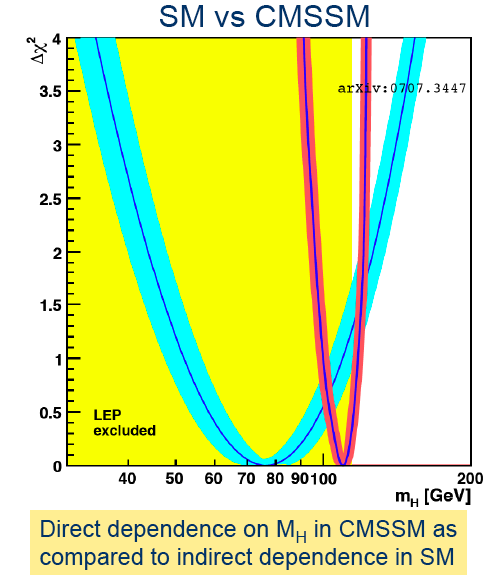 SM vs CMSSM
Δχ²
4
3.5
3
2.5
2
1.5
1
0.5
0
arXiv:0707.3447
LEP
excluded
40 50 60 70 80 90 100 200
m_H [GeV]
Direct dependence on M_H in CMSSM as
compared to indirect dependence in SM